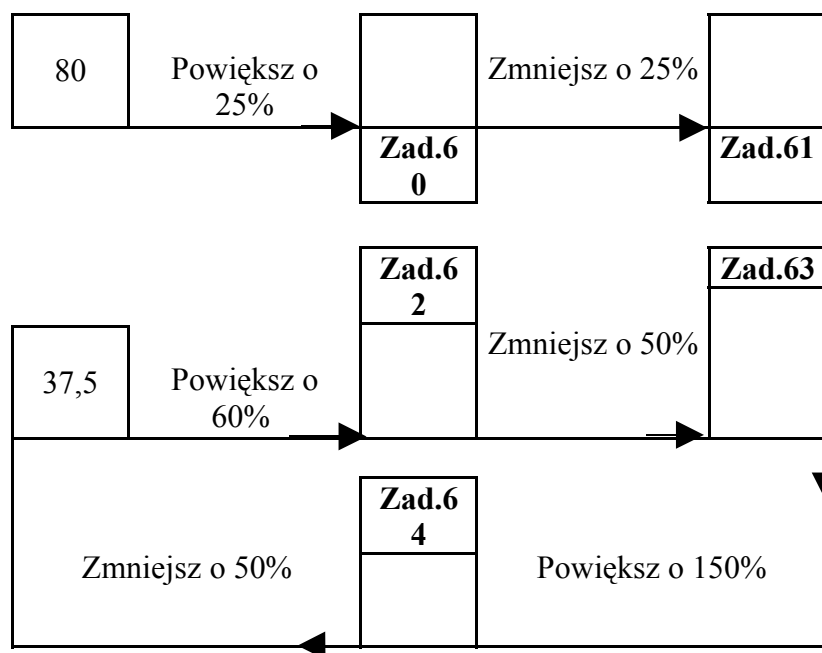 80
Powiększ o
25%
Zmniejsz o 25%
Zad.6
0
Zad.61
Zad.6
2
Zad.63
37,5
Powiększ o
60%
Zmniejsz o 50%
Zad.6
4
Zmniejsz o 50%
Powiększ o 150%